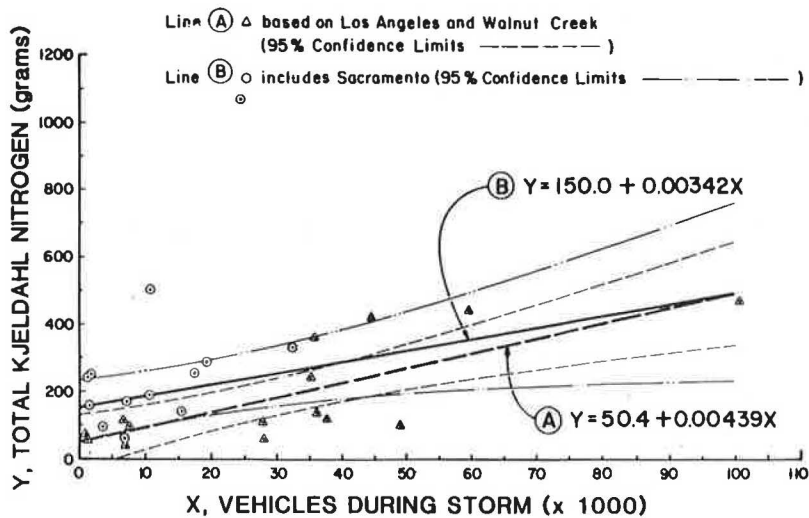 Line Ⓐ △ based on Los Angeles and Walnut Creek
(95% Confidence Limits ---------- )
Line Ⓑ ○ includes Sacramento (95% Confidence Limits — ·· — ·· — )
Y, TOTAL KJELDAHL NITROGEN (grams)
1200
1000
800
600
400
200
0
Ⓑ Y=150.0 + 0.00342X
Ⓐ Y=50.4+0.00439X
0 10 20 30 40 50 60 70 80 90 100 110
X, VEHICLES DURING STORM (x 1000)